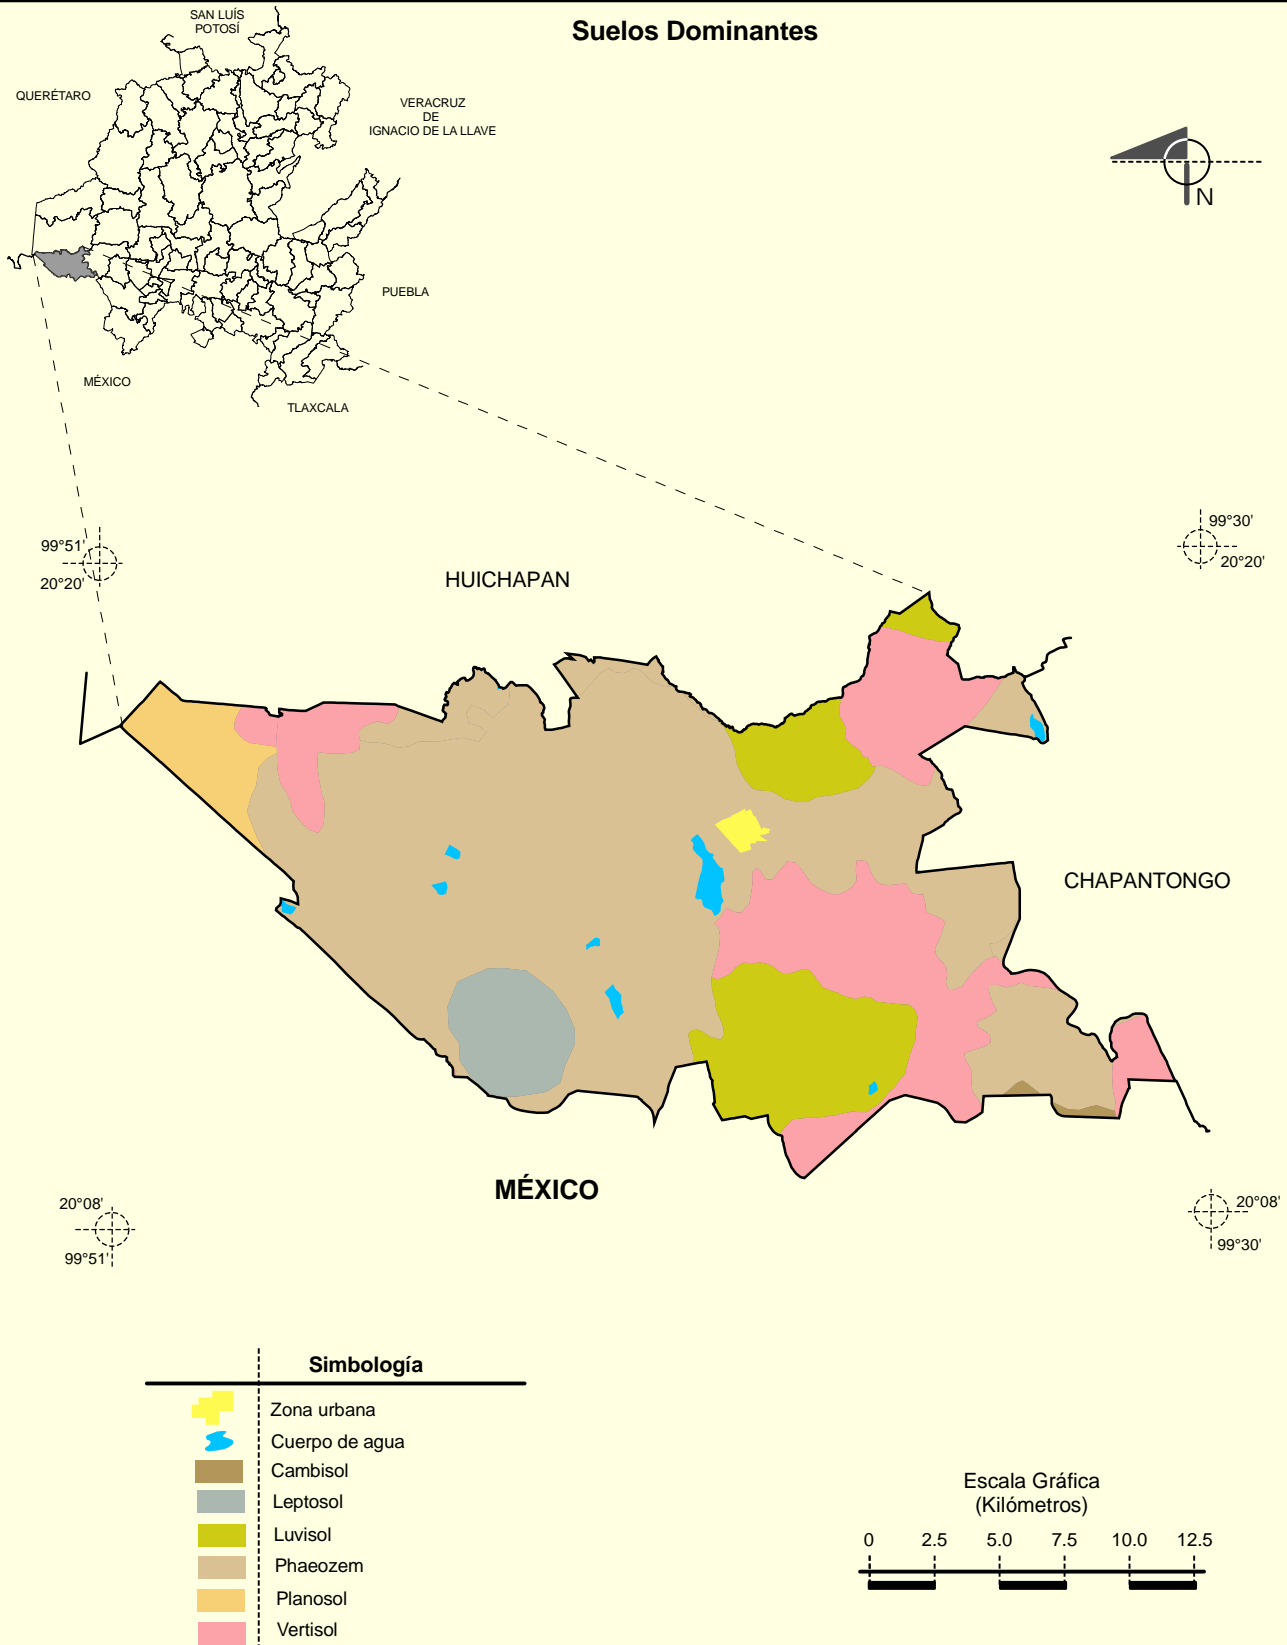 Suelos Dominantes
SAN LUÍS
POTOSÍ
QUERÉTARO
VERACRUZ
DE
IGNACIO DE LA LLAVE
N
PUEBLA
MÉXICO
TLAXCALA
99°51'
20°20'
99°30'
20°20'
HUICHAPAN
CHAPANTONGO
MÉXICO
20°08'
99°51'
20°08'
99°30'
Simbología
Zona urbana
Cuerpo de agua
Cambisol
Leptosol
Luvisol
Phaeozem
Planosol
Vertisol
Escala Gráfica
(Kilómetros)
0 2.5 5.0 7.5 10.0 12.5